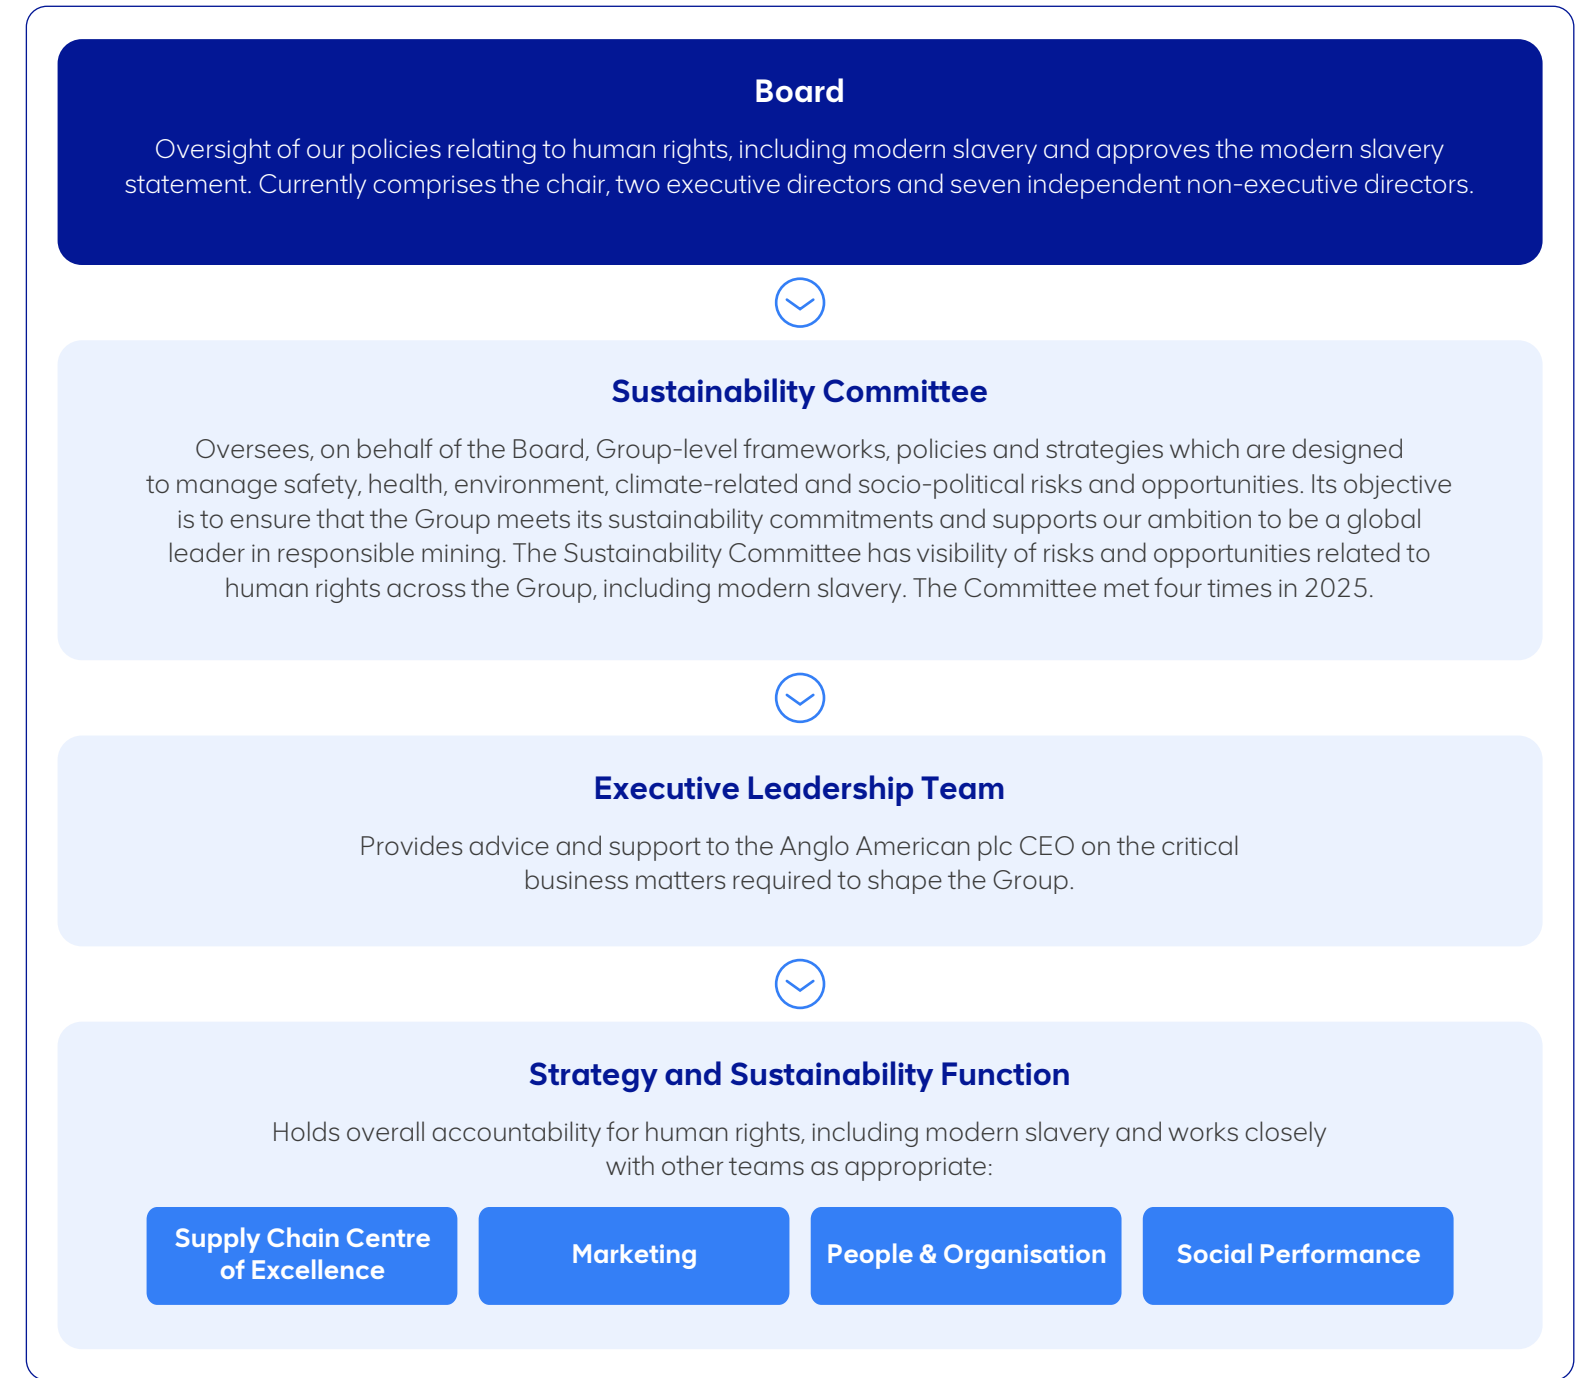 Board
Oversight of our policies relating to human rights, including modern slavery and approves the modern slavery
statement. Currently comprises the chair, two executive directors and seven independent non-executive directors.
Sustainability Committee
Oversees, on behalf of the Board, Group-level frameworks, policies and strategies which are designed
to manage safety, health, environment, climate-related and socio-political risks and opportunities. Its objective
is to ensure that the Group meets its sustainability commitments and supports our ambition to be a global
leader in responsible mining. The Sustainability Committee has visibility of risks and opportunities related to
human rights across the Group, including modern slavery. The Committee met four times in 2025.
Executive Leadership Team
Provides advice and support to the Anglo American plc CEO on the critical
business matters required to shape the Group.
Strategy and Sustainability Function
Holds overall accountability for human rights, including modern slavery and works closely
with other teams as appropriate:
Supply Chain Centre
of Excellence
Marketing
People & Organisation
Social Performance